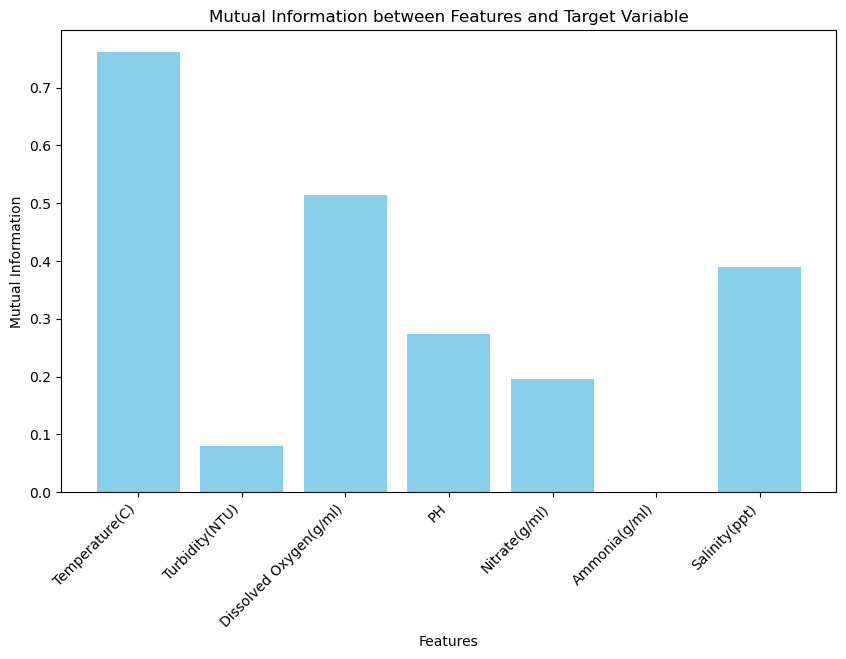 Mutual Information between Features and Target Variable
Mutual Information
0.7
0.6
0.5
0.4
0.3
0.2
0.1
0.0
Temperature(C)
Turbidity(NTU)
Dissolved Oxygen(g/ml)
PH
Nitrate(g/ml)
Ammonia(g/ml)
Salinity(ppt)
Features